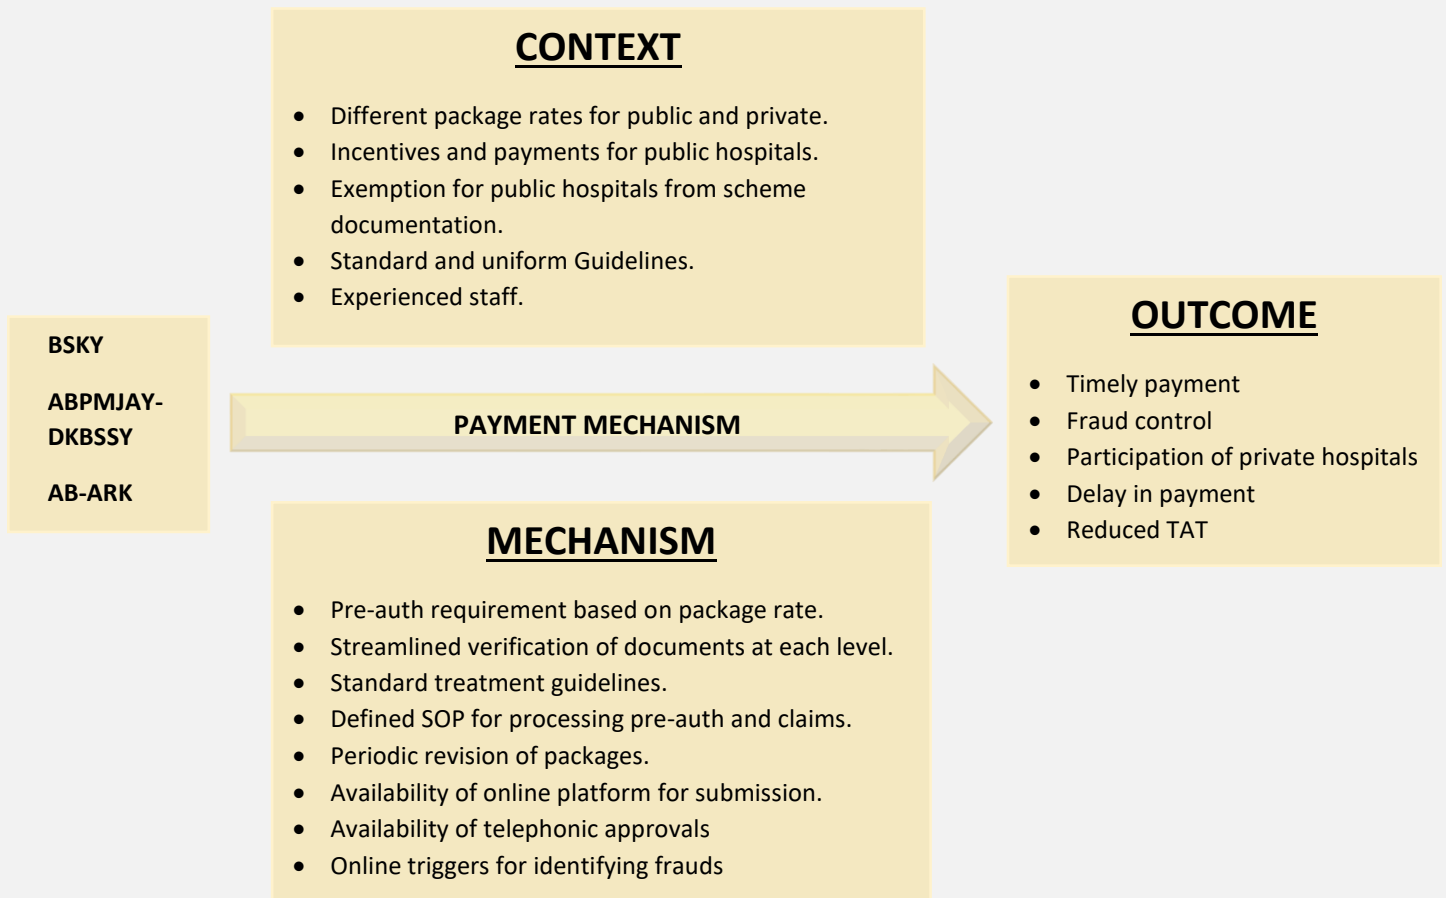 CONTEXT
• Different package rates for public and private.
• Incentives and payments for public hospitals.
• Exemption for public hospitals from scheme
documentation.
• Standard and uniform Guidelines.
• Experienced staff.
BSKY
ABPMJAY-
DKBSSY
AB-ARK
PAYMENT MECHANISM
MECHANISM
• Pre-auth requirement based on package rate.
• Streamlined verification of documents at each level.
• Standard treatment guidelines.
• Defined SOP for processing pre-auth and claims.
• Periodic revision of packages.
• Availability of online platform for submission.
• Availability of telephonic approvals
• Online triggers for identifying frauds
OUTCOME
• Timely payment
• Fraud control
• Participation of private hospitals
• Delay in payment
• Reduced TAT